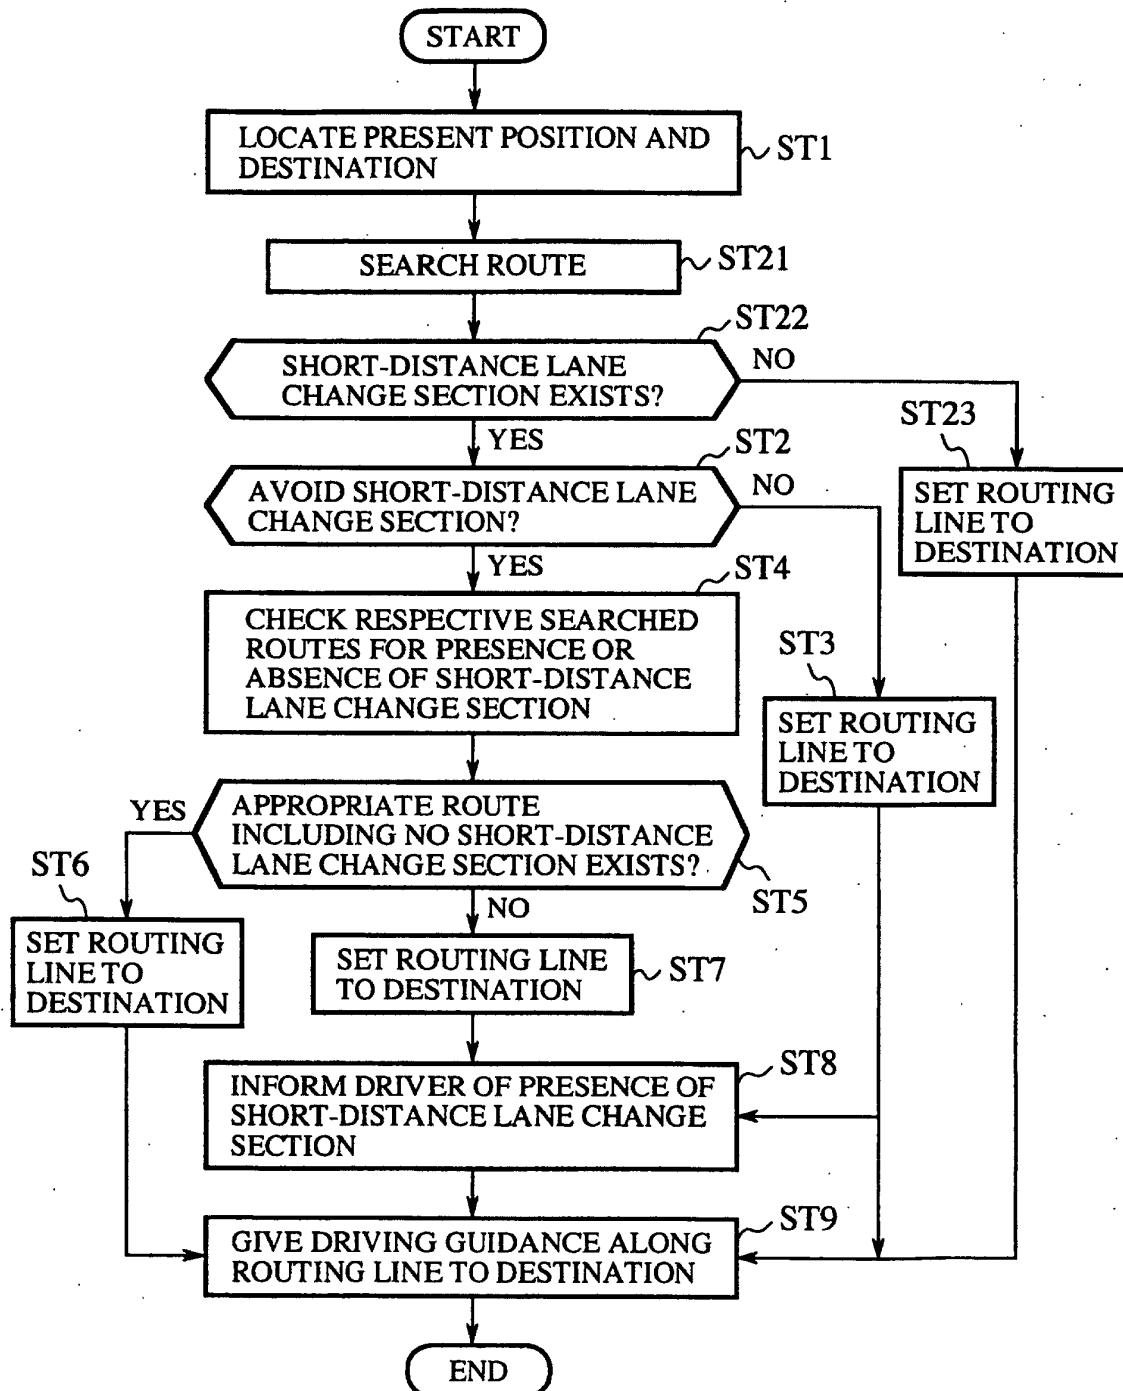 START
LOCATE PRESENT POSITION AND
DESTINATION
ST1
SEARCH ROUTE
ST21
ST22
SHORT-DISTANCE LANE
CHANGE SECTION EXISTS?
NO
YES
ST23
SET ROUTING
LINE TO
DESTINATION
ST2
AVOID SHORT-DISTANCE LANE
CHANGE SECTION?
NO
YES
ST4
CHECK RESPECTIVE SEARCHED
ROUTES FOR PRESENCE OR
ABSENCE OF SHORT-DISTANCE
LANE CHANGE SECTION
ST3
SET ROUTING
LINE TO
DESTINATION
APPROPRIATE ROUTE
INCLUDING NO SHORT-DISTANCE
LANE CHANGE SECTION EXISTS?
YES
ST5
NO
ST6
SET ROUTING
LINE TO
DESTINATION
SET ROUTING LINE
TO DESTINATION
ST7
INFORM DRIVER OF PRESENCE OF
SHORT-DISTANCE LANE CHANGE
SECTION
ST8
GIVE DRIVING GUIDANCE ALONG
ROUTING LINE TO DESTINATION
ST9
END